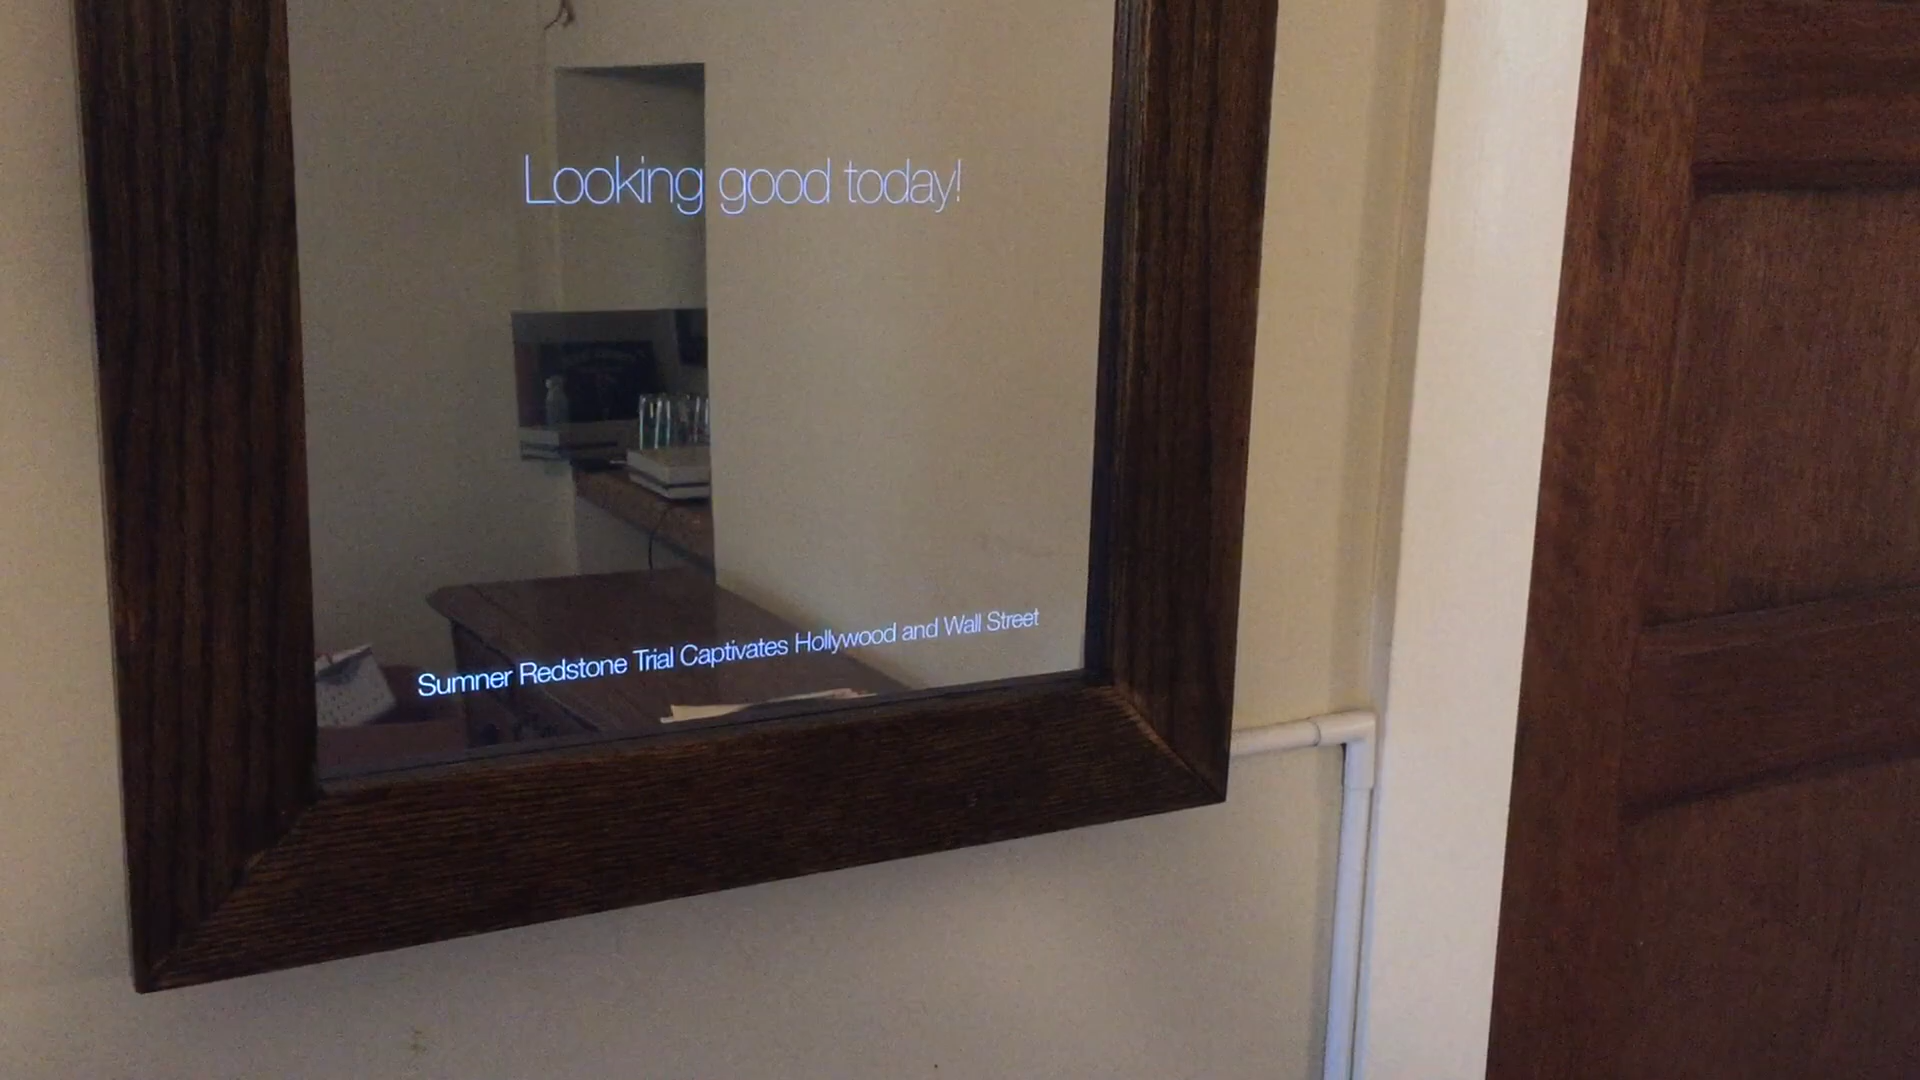 Looking good today!
Sumner Redstone Trial Captivates Hollywood and Wall Street